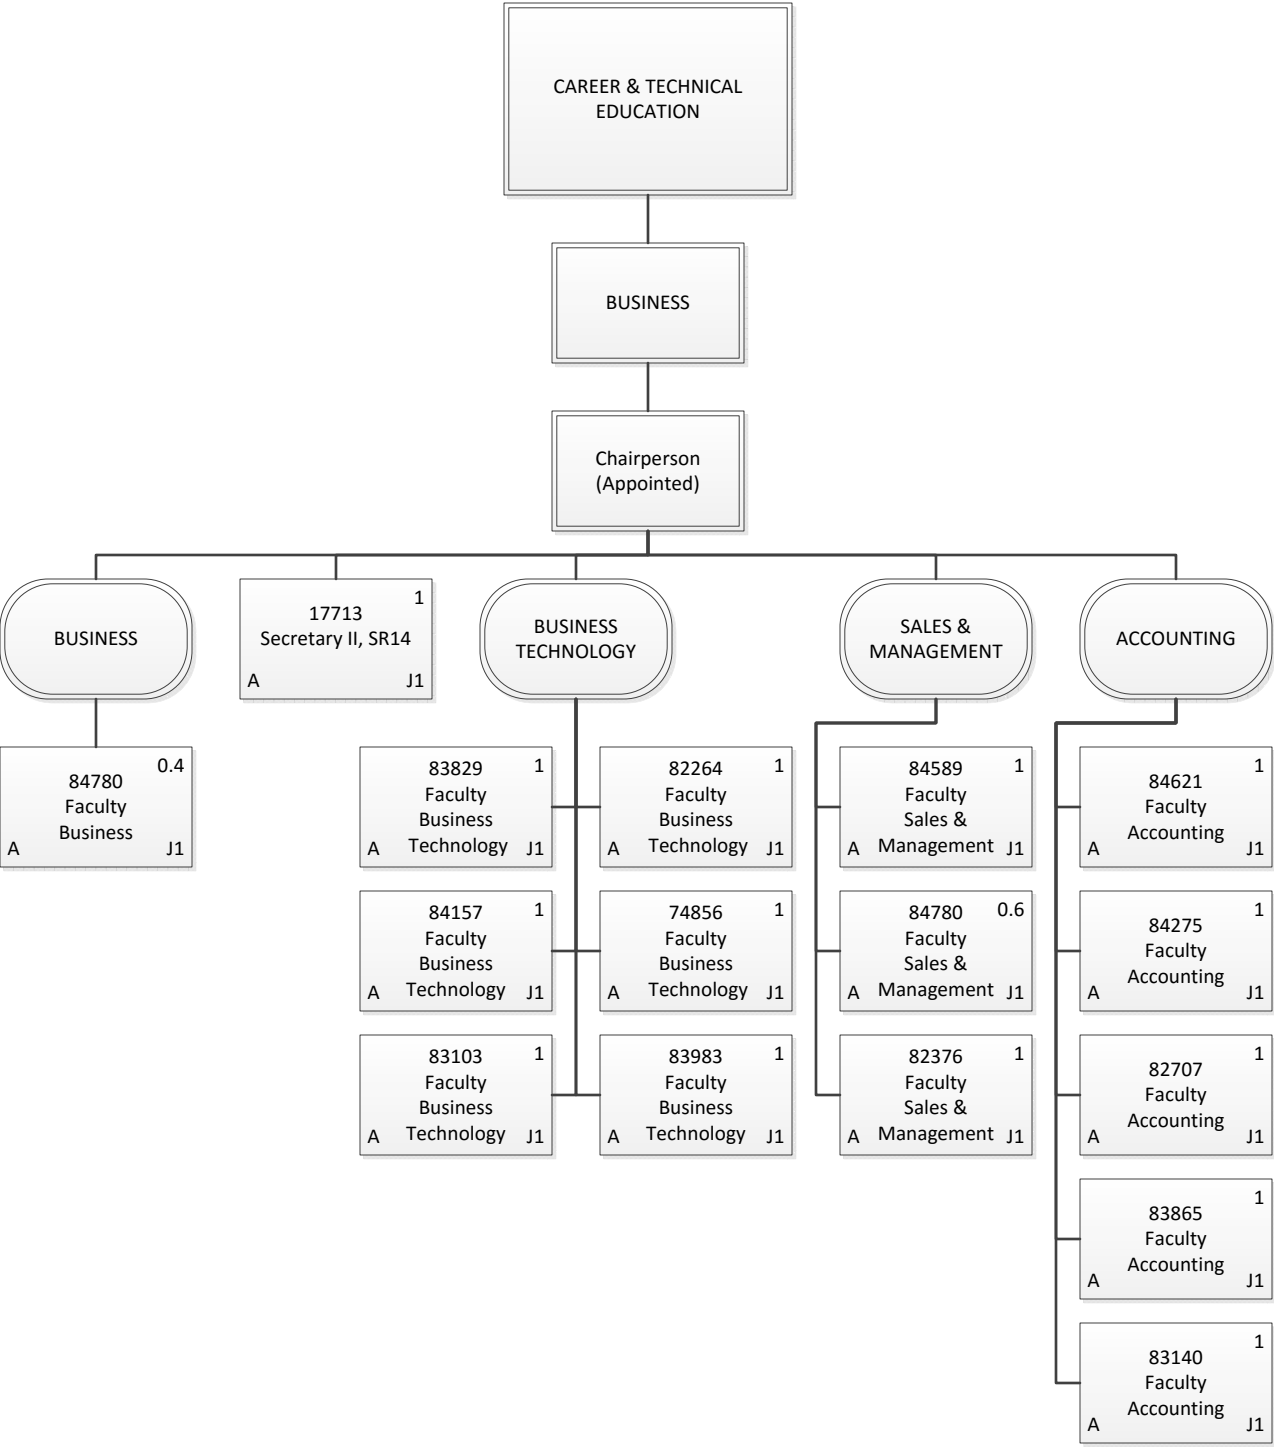 CAREER & TECHNICAL
EDUCATION
BUSINESS
Chairperson
(Appointed)
BUSINESS
1
17713
Secretary II, SR14
A
J1
BUSINESS
TECHNOLOGY
SALES &
MANAGEMENT
ACCOUNTING
0.4
84780
Faculty
Business
A
J1
83829
1
Faculty
Business
Technology
A
J1
82264
1
Faculty
Business
Technology
A
J1
84589
1
Faculty
Sales &
Management
A
J1
1
84621
Faculty
Accounting
A
J1
84157
1
Faculty
Business
Technology
A
J1
74856
1
Faculty
Business
Technology
A
J1
84780
0.6
Faculty
Sales &
Management
A
J1
1
84275
Faculty
Accounting
A
J1
83103
1
Faculty
Business
Technology
A
J1
83983
1
Faculty
Business
Technology
A
J1
82376
1
Faculty
Sales &
Management
A
J1
1
82707
Faculty
Accounting
A
J1
1
83865
Faculty
Accounting
A
J1
1
83140
Faculty
Accounting
A
J1